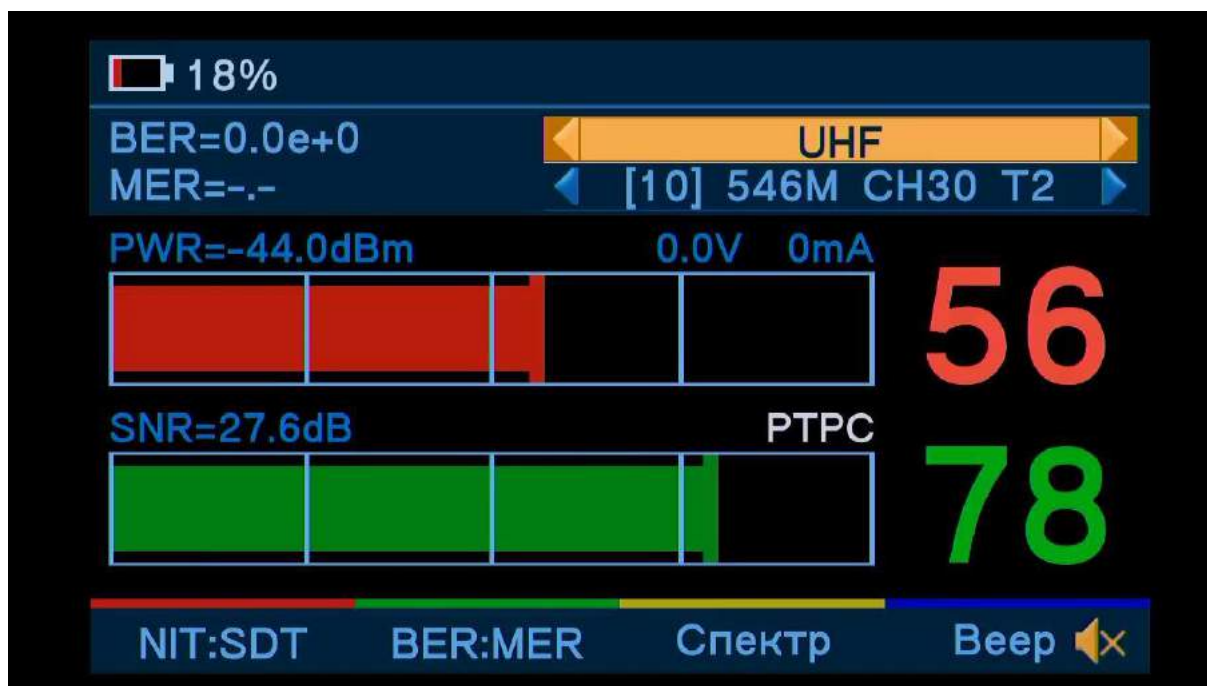 18%
BER=0.0e+0
UHF
MER=-.-
[10] 546M CH30 T2
PWR=-44.0dBm 0.0V 0mA
56
SNR=27.6dB РТРС
78
NIT:SDT BER:MER Спектр Beep